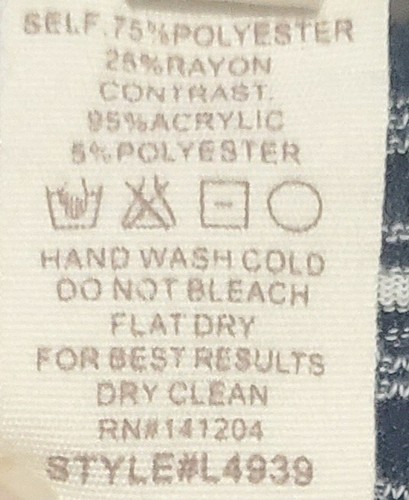 SELF. 75%POLYESTER
25%RAYON
CONTRAST.
95%ACRYLIC
5%POLYESTER
HAND WASH COLD
DO NOT BLEACH
FLAT DRY
FOR BEST RESULTS
DRY CLEAN
RN#141204
STYLE#L4939